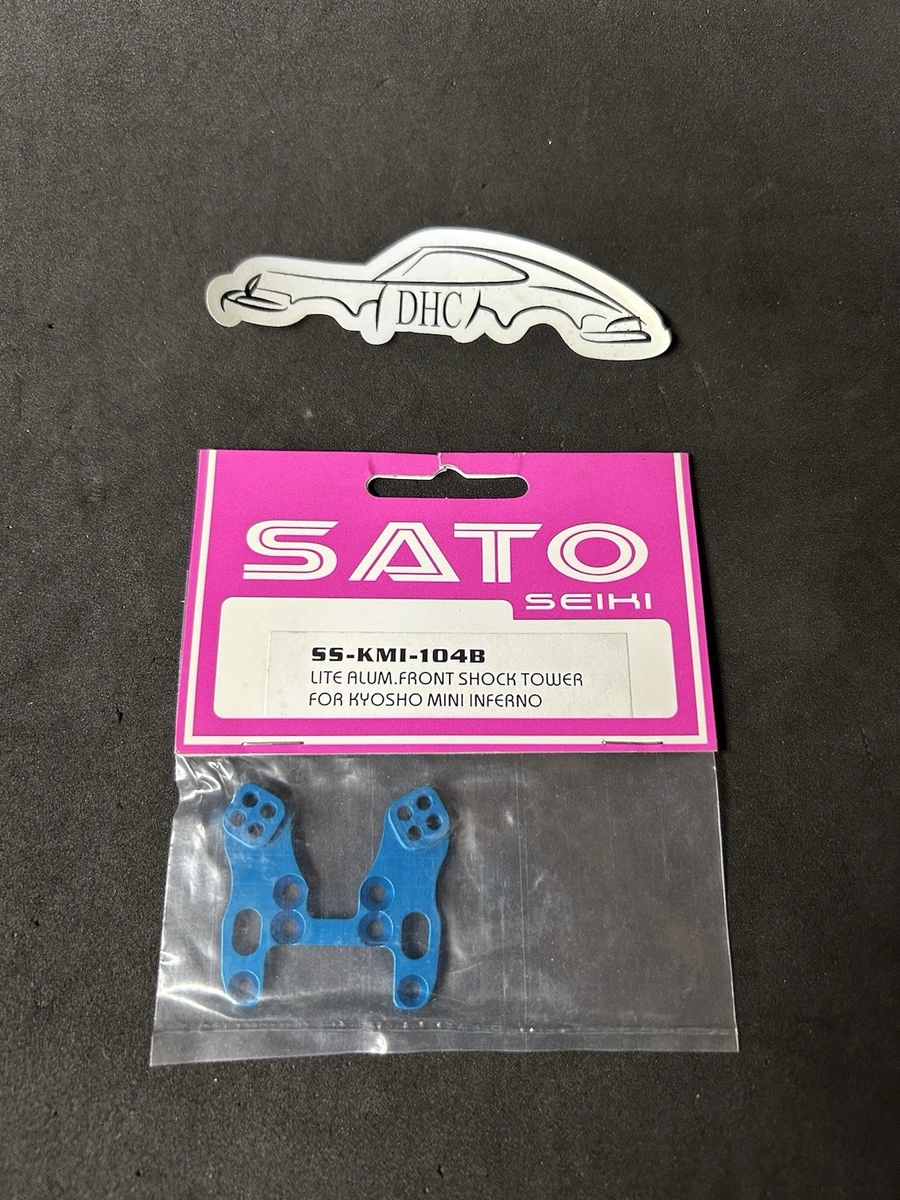 DHC
SATO
SEIKI
SS-KMI-104B
LITE ALUM.FRONT SHOCK TOWER
FOR KYOSHO MINI INFERNO